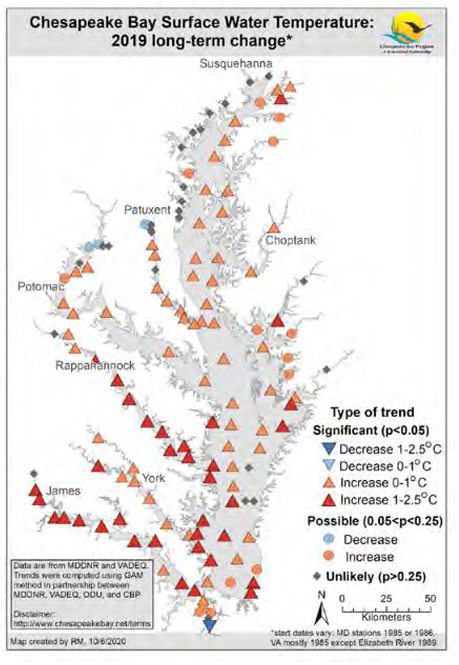 Chesapeake Bay Surface Water Temperature:
2019 long-term change*
Chesapeake Bay Program
Susquehanna
Patuxent
Choptank
Potomac
Rappahannock
York
James
Type of trend
Significant (p<0.05)
Decrease 1-2.5°C
Decrease 0-1°C
Increase 0-1°C
Increase 1-2.5°C
Possible (0.05<p<0.25)
Decrease
Increase
Unlikely (p>0.25)
N
0 25 50
Kilometers
Data are from MDDNR and VADEQ.
Trends were computed using GAM
method in partnership between
MDDNR, VADEQ, ODU, and CBP.
Disclaimer:
http://www.chesapeakebay.net/terms
Map created by RM, 10/6/2020
*start dates vary: MD stations 1985 or 1986,
VA mostly 1985 except Elizabeth River 1989.